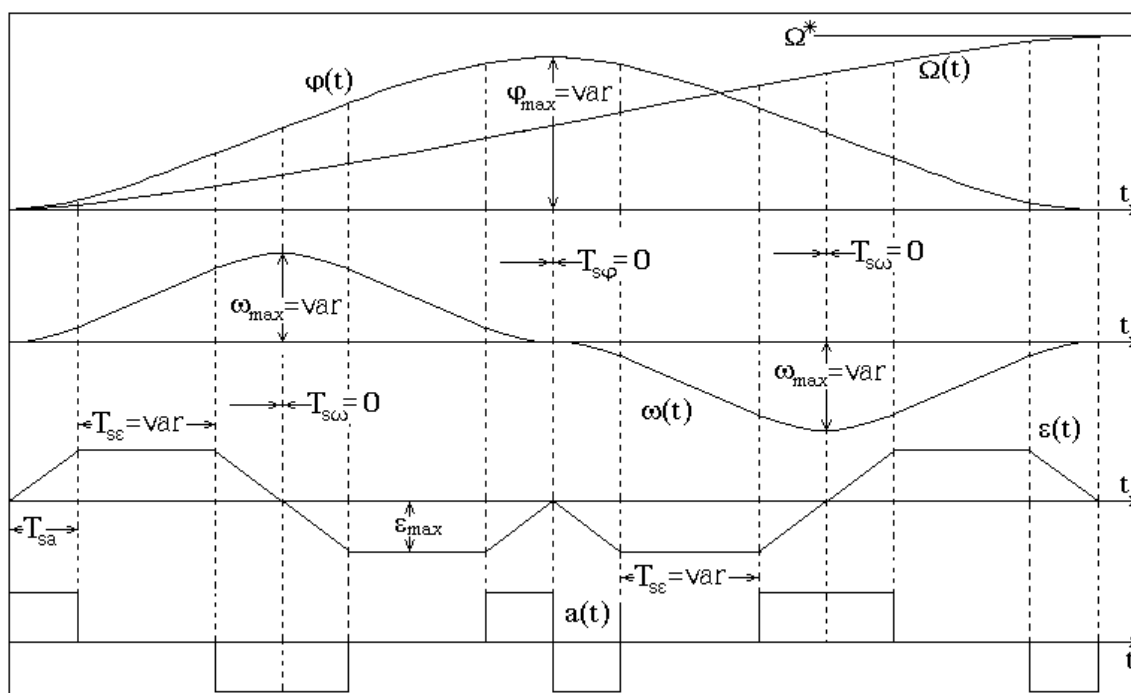 Ω*
φ(t)
Ω(t)
φmax=var
t
Tsφ=0
Tsω=0
ωmax=var
t
ωmax=var
Tsω=0
Tsε=var
ω(t)
ε(t)
t
Tsa
εmax
Tsε=var
a(t)
t